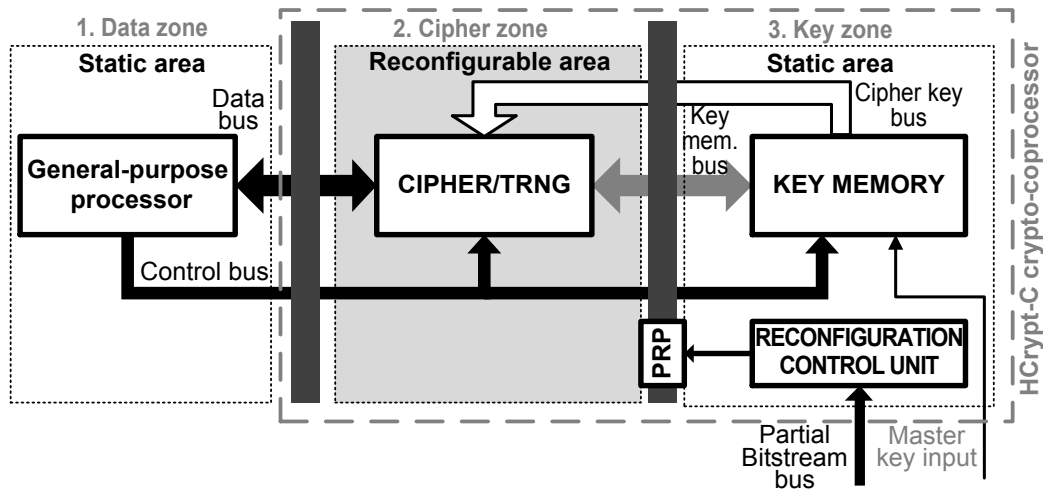 1. Data zone
2. Cipher zone
3. Key zone
Static area
Reconfigurable area
Static area
Data
bus
Cipher key
bus
Key
mem.
bus
General-purpose
processor
CIPHER/TRNG
KEY MEMORY
Control bus
PRP
RECONFIGURATION
CONTROL UNIT
Partial
Bitstream
bus
Master
key input
HCrypt-C crypto-coprocessor